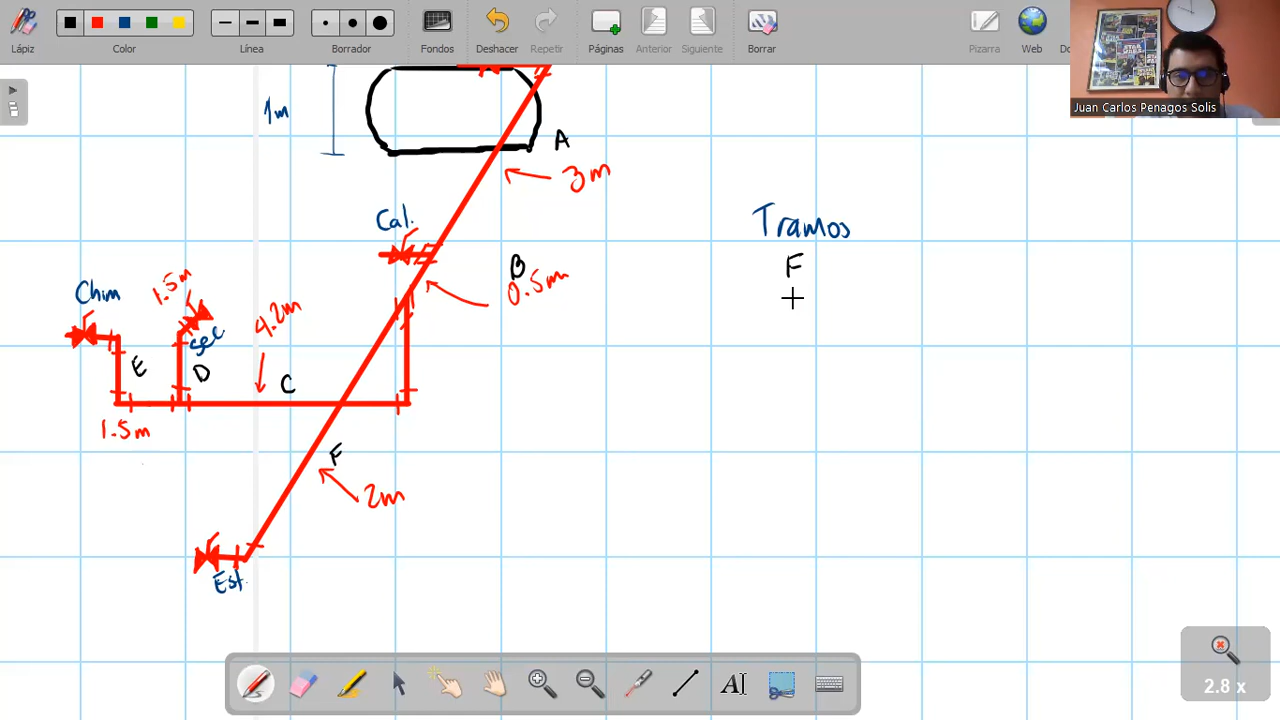 Lápiz
Color
Línea
Borrador
Fondos
Deshacer
Repetir
Páginas
Anterior
Siguiente
Borrar
Pizarra
Web
Juan Carlos Penagos Solis
1m
A
3m
Cal.
Tramos
F
B
0.5m
Chim
1.5m
Sec
4.2m
E
D
C
1.5m
F
2m
Est.
2.8 x